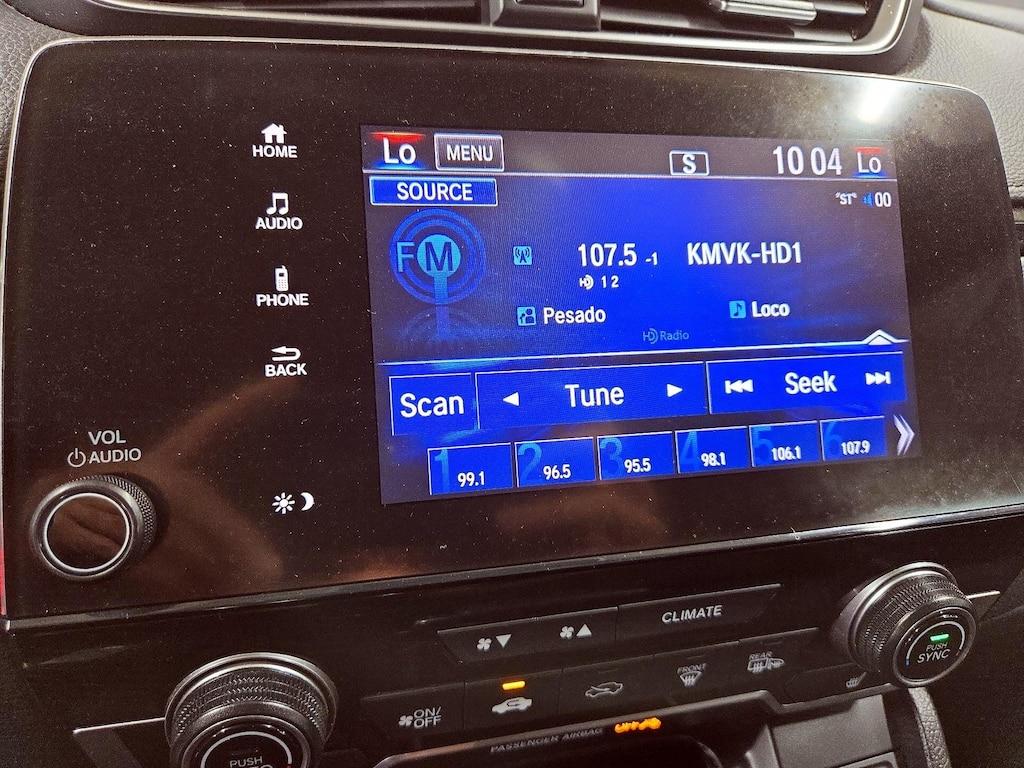 HOME
AUDIO
PHONE
BACK
VOL
AUDIO
Lo MENU S 10 04 Lo
SOURCE "ST" 00
FM 107.5 -1 KMVK-HD1
HD 1 2
Pesado Loco
HD Radio
Scan Tune Seek
1 99.1 2 96.5 3 95.5 4 98.1 5 106.1 6 107.9
CLIMATE
ON/
OFF
FRONT
REAR
PUSH
SYNC
PASSENGER AIRBAG
PUSH